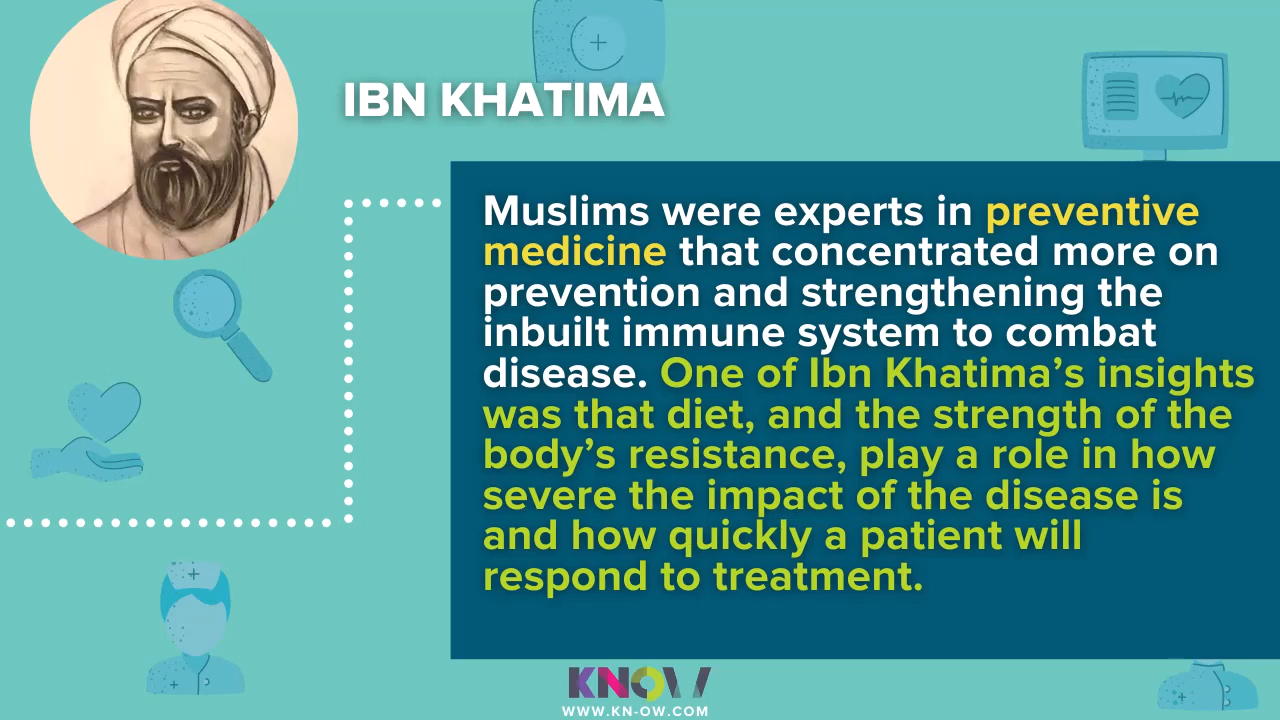 IBN KHATIMA
Muslims were experts in preventive
medicine that concentrated more on
prevention and strengthening the
inbuilt immune system to combat
disease. One of Ibn Khatima’s insights
was that diet, and the strength of the
body’s resistance, play a role in how
severe the impact of the disease is
and how quickly a patient will
respond to treatment.
KNOW
WWW.KN-OW.COM